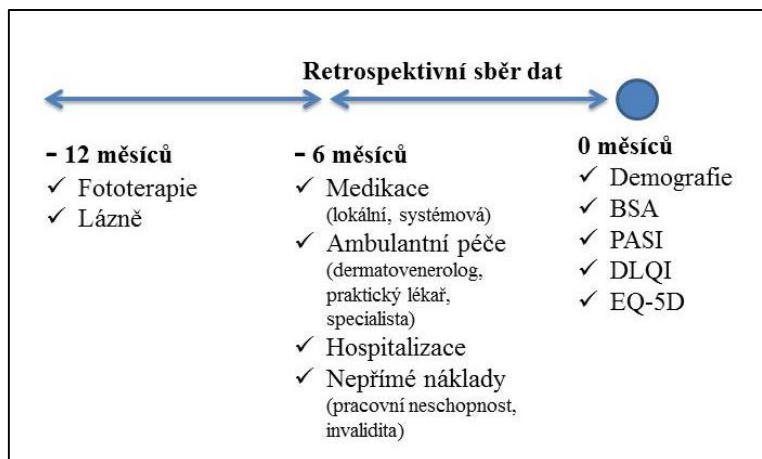 Retrospektivní sběr dat
- 12 měsíců
✓ Fototerapie
✓ Lázně
- 6 měsíců
✓ Medikace
(lokální, systémová)
✓ Ambulantní péče
(dermatovenerolog,
praktický lékař,
specialista)
✓ Hospitalizace
✓ Nepřímé náklady
(pracovní neschopnost,
invalidita)
0 měsíců
✓ Demografie
✓ BSA
✓ PASI
✓ DLQI
✓ EQ-5D